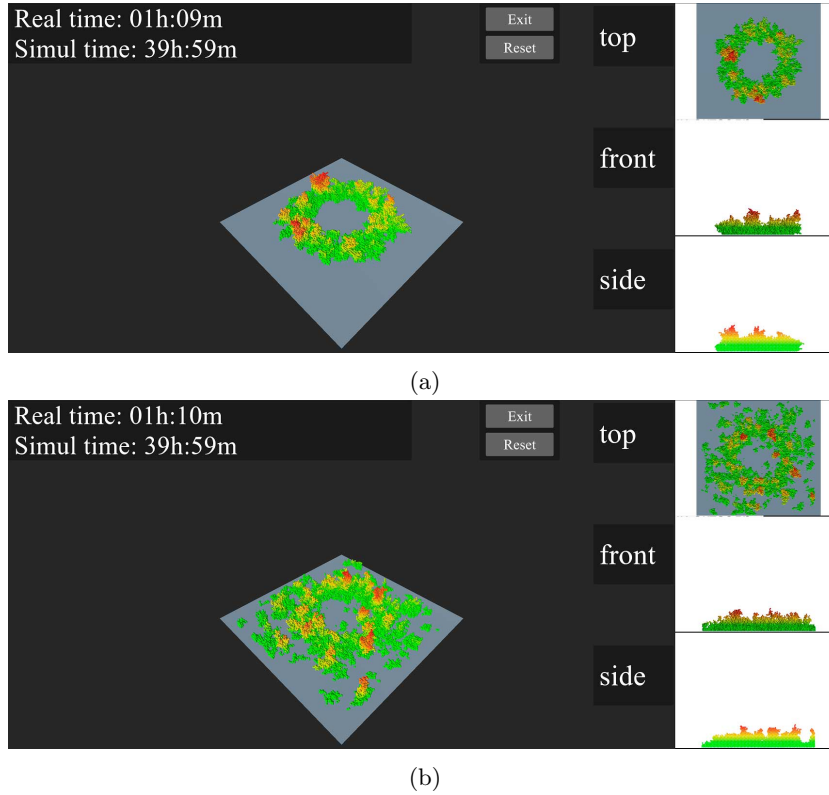 Real time: 01h:09m
Simul time: 39h:59m
Exit
Reset
top
front
side
(a)
Real time: 01h:10m
Simul time: 39h:59m
Exit
Reset
top
front
side
(b)